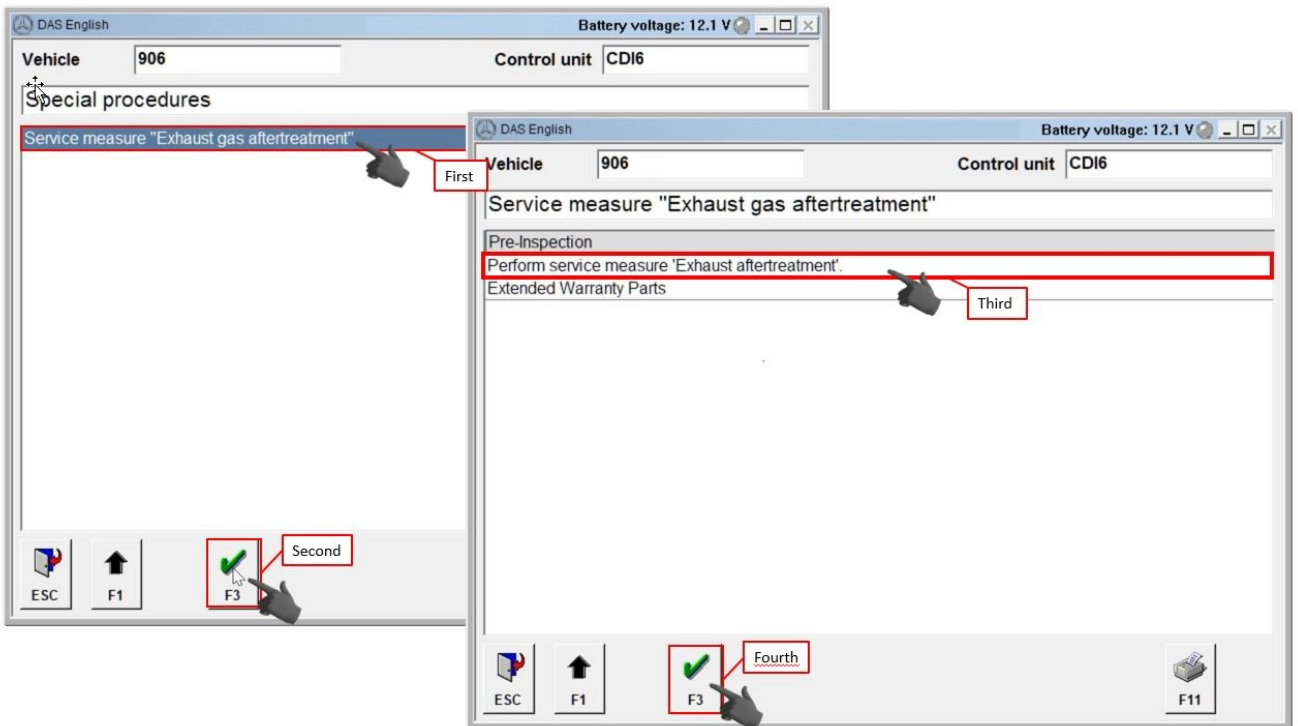 DAS English
Battery voltage: 12.1 V
Vehicle 906 Control unit CDI6
Special procedures
Service measure "Exhaust gas aftertreatment"
First
Second
ESC F1 F3
DAS English
Battery voltage: 12.1 V
Vehicle 906 Control unit CDI6
Service measure "Exhaust gas aftertreatment"
Pre-Inspection
Perform service measure 'Exhaust aftertreatment'.
Extended Warranty Parts
Third
Fourth
ESC F1 F3 F11